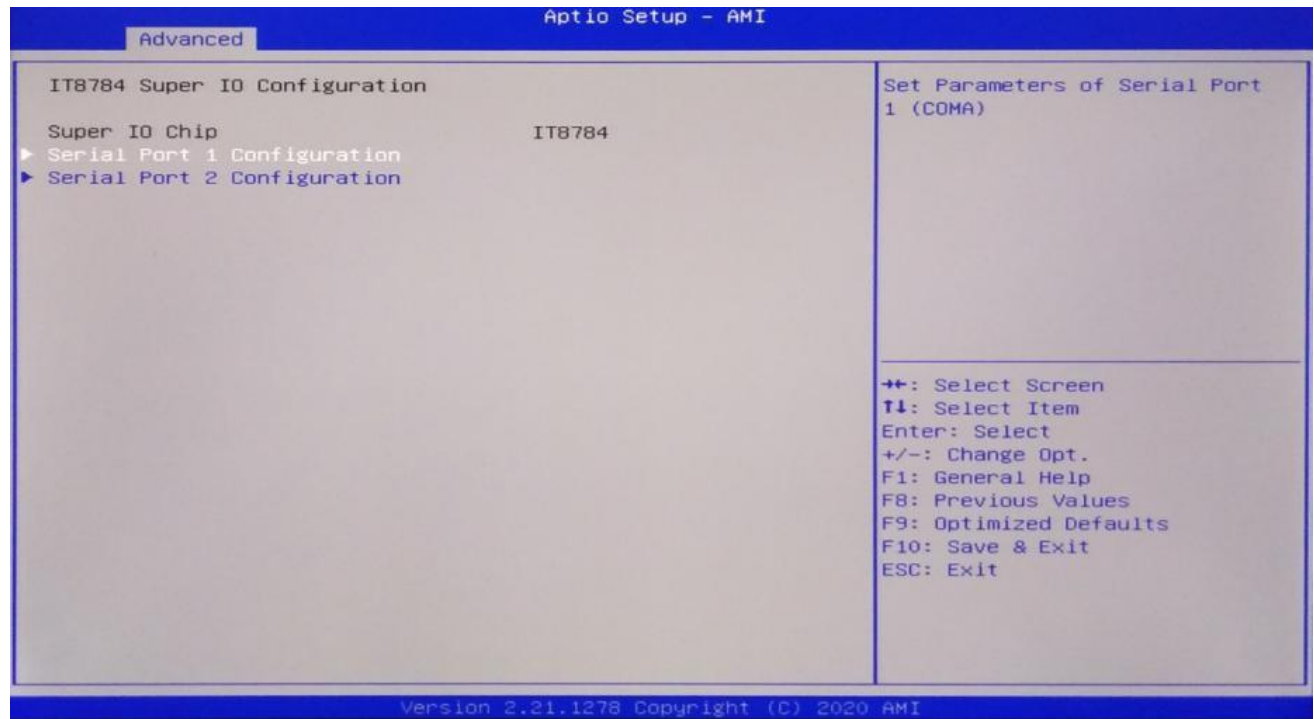 Aptio Setup - AMI
Advanced
IT8784 Super IO Configuration
Super IO Chip IT8784
▶ Serial Port 1 Configuration
▶ Serial Port 2 Configuration
Set Parameters of Serial Port
1 (COMA)
→←: Select Screen
↑↓: Select Item
Enter: Select
+/-: Change Opt.
F1: General Help
F8: Previous Values
F9: Optimized Defaults
F10: Save & Exit
ESC: Exit
Version 2.21.1278 Copyright (C) 2020 AMI